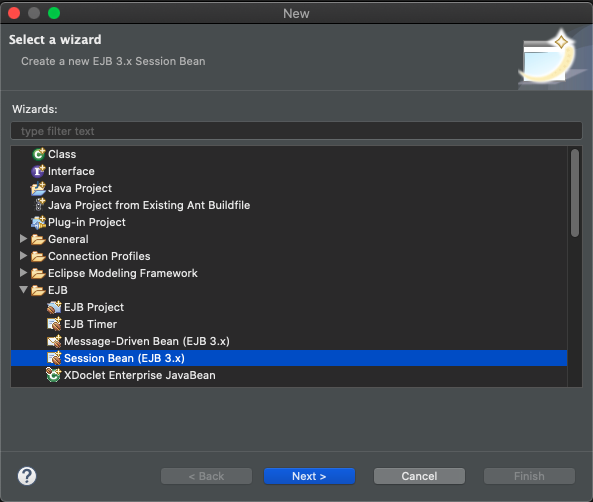 New
Select a wizard
Create a new EJB 3.x Session Bean
Wizards:
type filter text
Class
Interface
Java Project
Java Project from Existing Ant Buildfile
Plug-in Project
General
Connection Profiles
Eclipse Modeling Framework
EJB
EJB Project
EJB Timer
Message-Driven Bean (EJB 3.x)
Session Bean (EJB 3.x)
XDoclet Enterprise JavaBean
? < Back Next > Cancel Finish